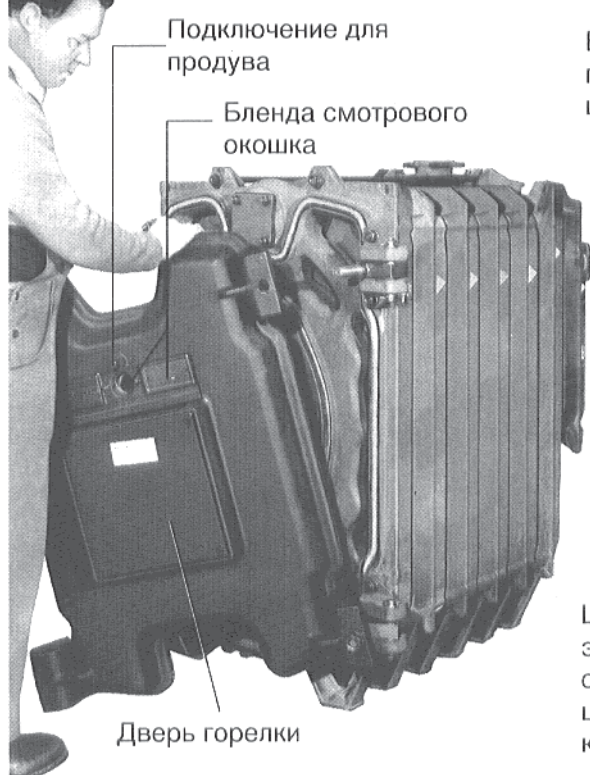 Подключение для
продува
Бленда смотрового
окошка
Дверь горелки